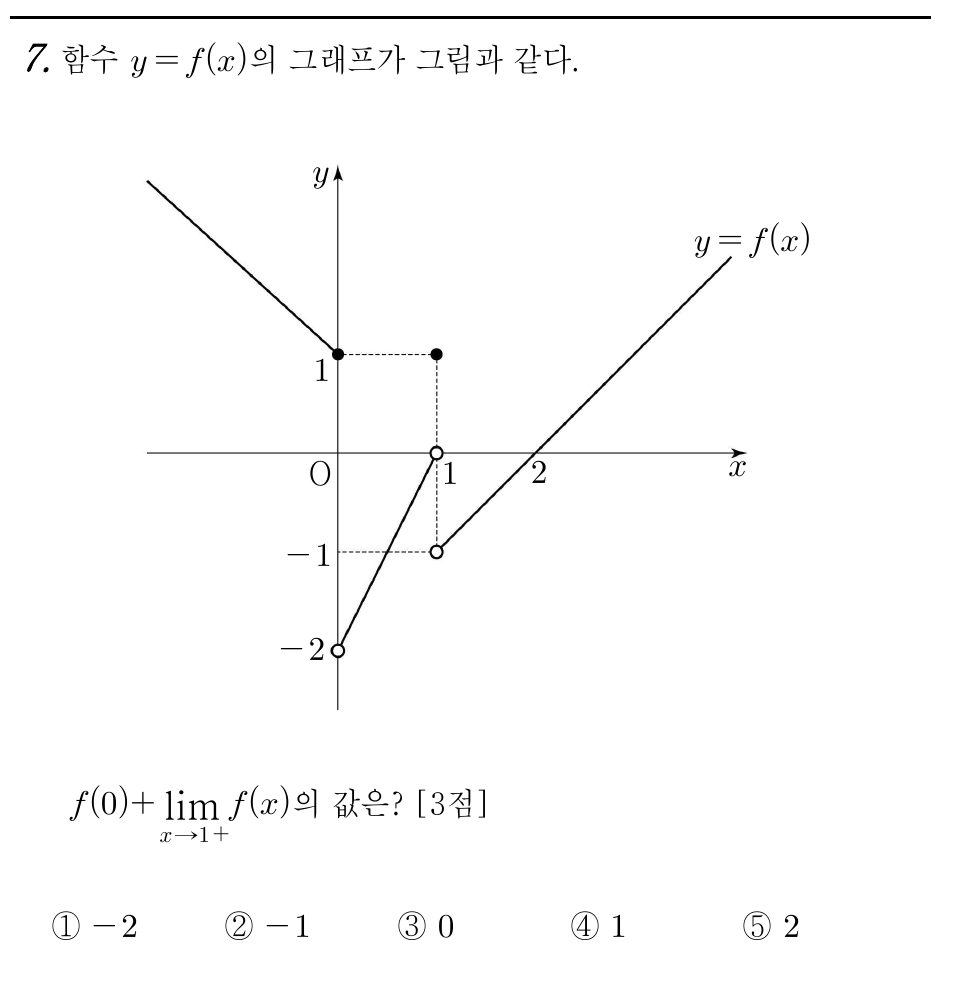 7. 함수 y=f(x)의 그래프가 그림과 같다.
y
y=f(x)
1
O 1 2 x
-1
-2
f(0)+lim f(x)의 값은? [3점]
x→1+
① -2 ② -1 ③ 0 ④ 1 ⑤ 2